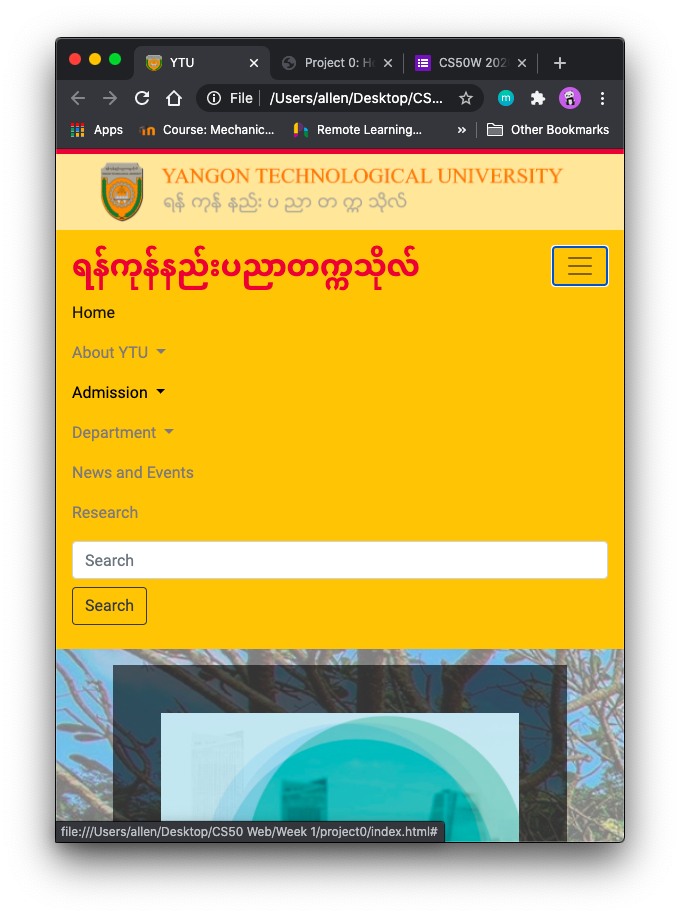 YTU
Project 0: H
CS50W 202
File
/Users/allen/Desktop/CS...
m
Apps
Course: Mechanic...
Remote Learning...
»
Other Bookmarks
YANGON TECHNOLOGICAL UNIVERSITY
ရန် ကုန် နည်း ပ ညာ တ က္က သိုလ်
ရန်ကုန်နည်းပညာတက္ကသိုလ်
Home
About YTU
Admission
Department
News and Events
Research
Search
Search
file:///Users/allen/Desktop/CS50 Web/Week 1/project0/index.html#